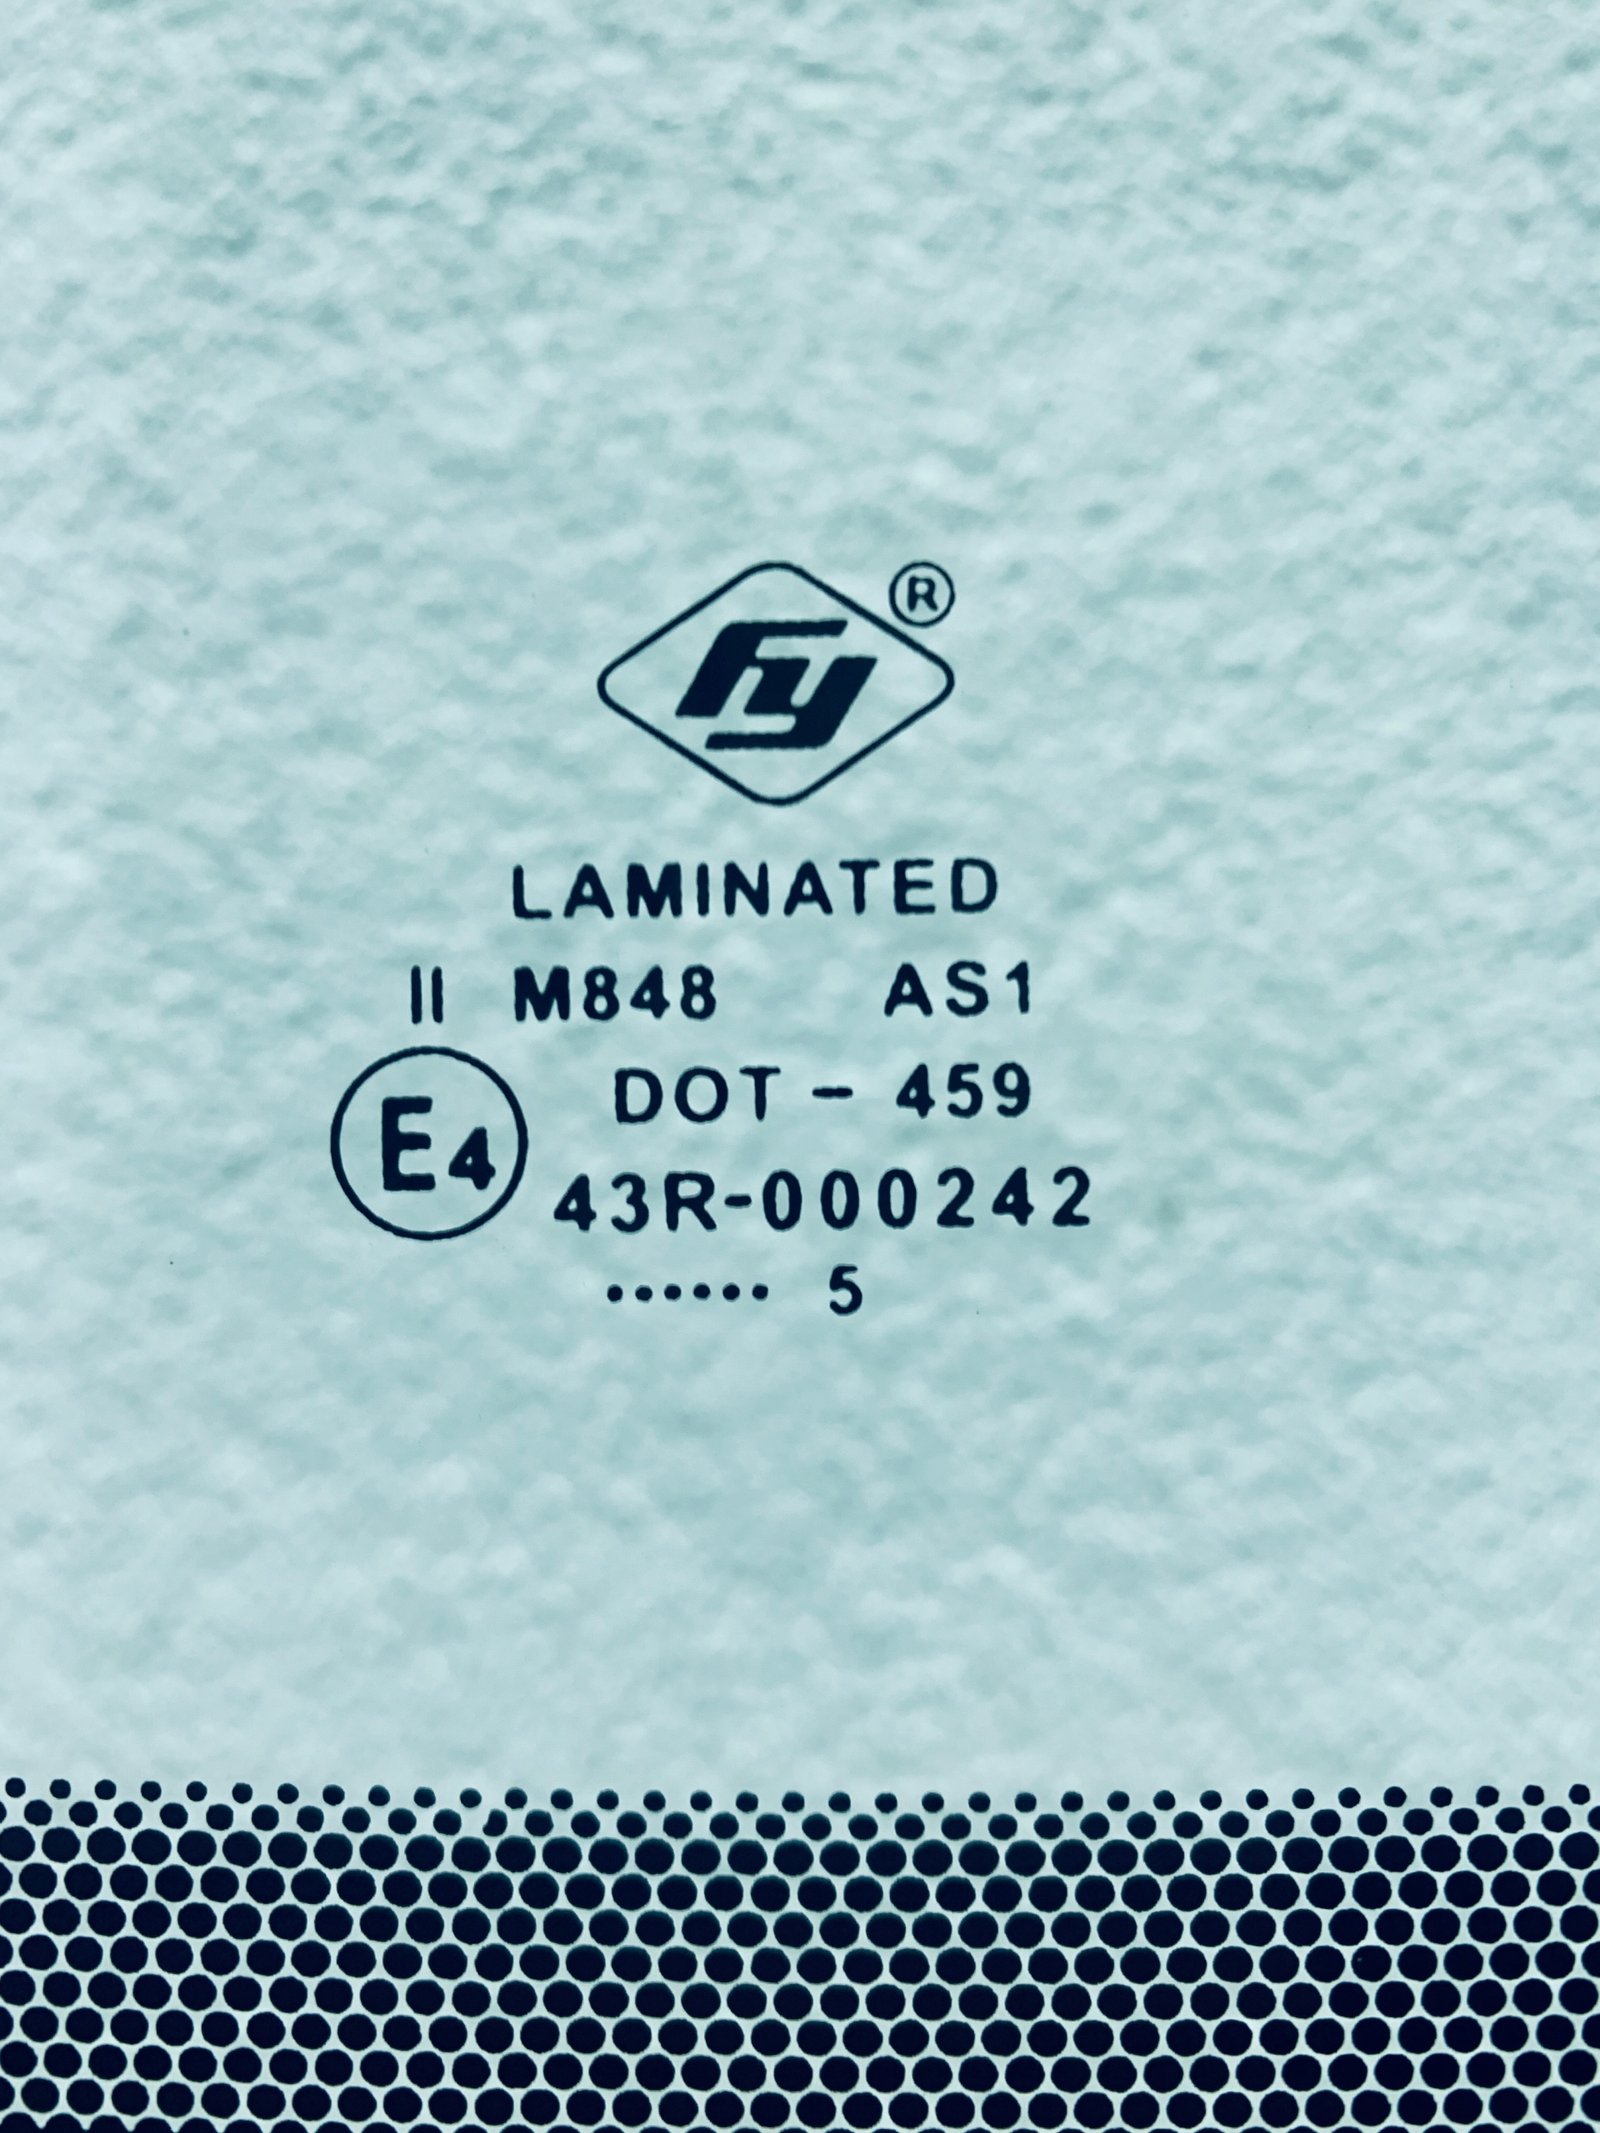 fy ®
LAMINATED
II M848 AS1
DOT - 459
E4
43R-000242
...... 5